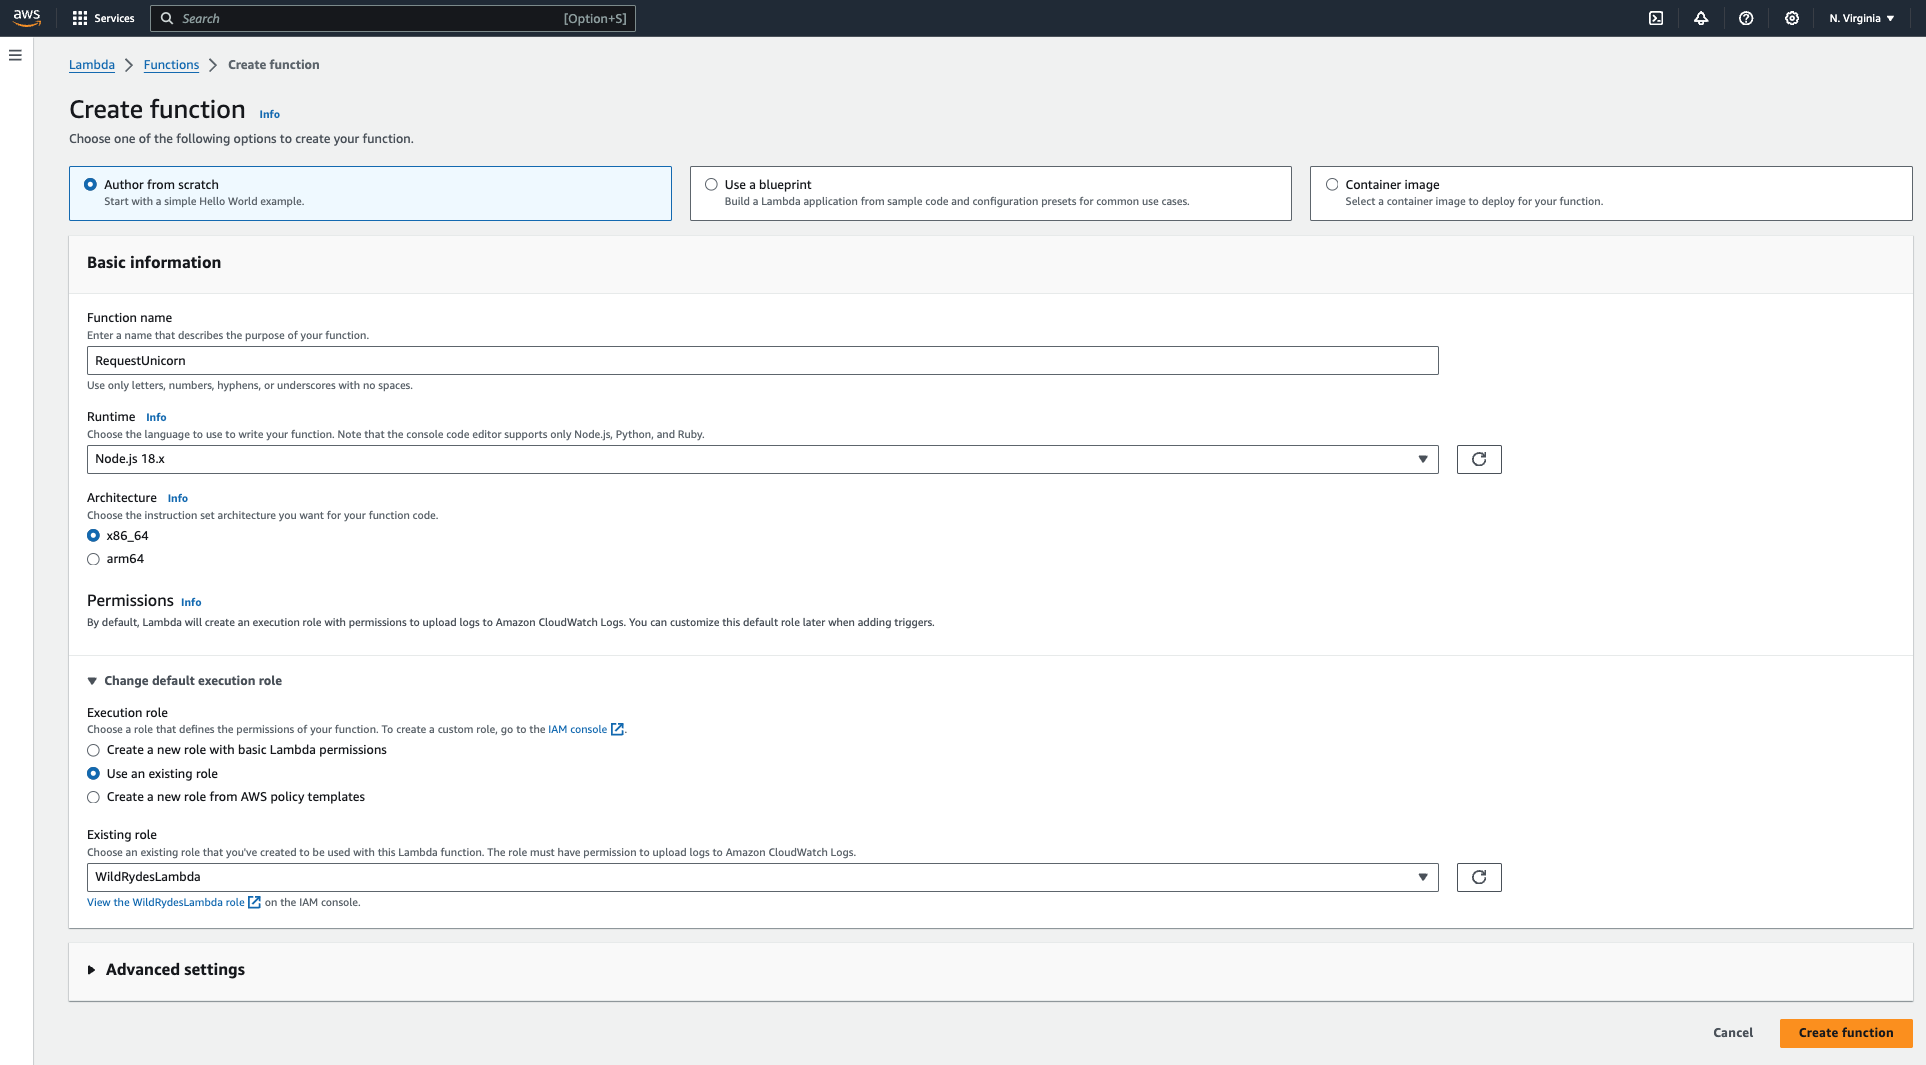 aws
Services
Search
[Option+S]
N. Virginia
Lambda
Functions
Create function
Create function Info
Choose one of the following options to create your function.
Author from scratch
Start with a simple Hello World example.
Use a blueprint
Build a Lambda application from sample code and configuration presets for common use cases.
Container image
Select a container image to deploy for your function.
Basic information
Function name
Enter a name that describes the purpose of your function.
RequestUnicorn
Use only letters, numbers, hyphens, or underscores with no spaces.
Runtime Info
Choose the language to use to write your function. Note that the console code editor supports only Node.js, Python, and Ruby.
Node.js 18.x
Architecture Info
Choose the instruction set architecture you want for your function code.
x86_64
arm64
Permissions Info
By default, Lambda will create an execution role with permissions to upload logs to Amazon CloudWatch Logs. You can customize this default role later when adding triggers.
Change default execution role
Execution role
Choose a role that defines the permissions of your function. To create a custom role, go to the IAM console.
Create a new role with basic Lambda permissions
Use an existing role
Create a new role from AWS policy templates
Existing role
Choose an existing role that you've created to be used with this Lambda function. The role must have permission to upload logs to Amazon CloudWatch Logs.
WildRydesLambda
View the WildRydesLambda role on the IAM console.
Advanced settings
Cancel
Create function